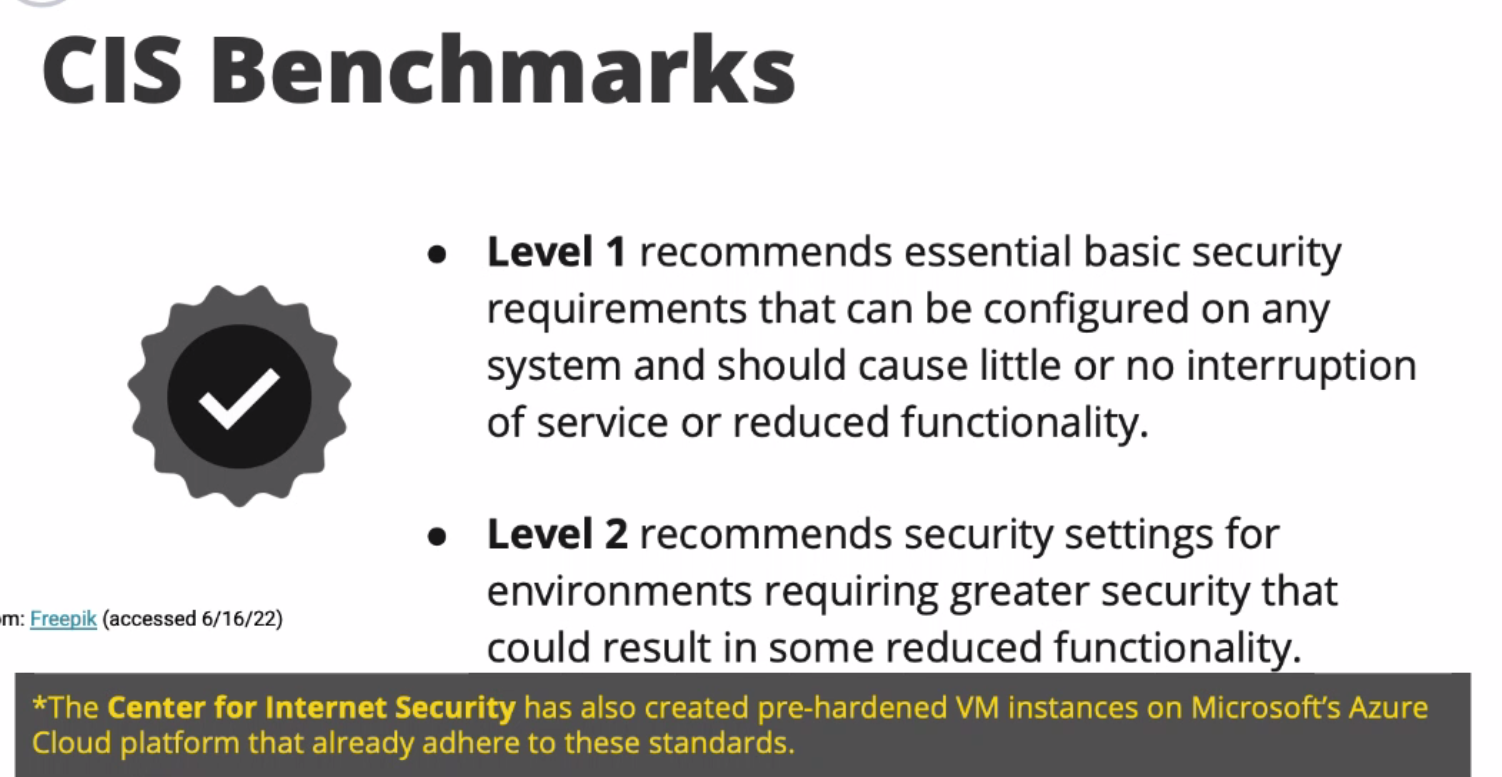 CIS Benchmarks
● Level 1 recommends essential basic security
requirements that can be configured on any
system and should cause little or no interruption
of service or reduced functionality.
● Level 2 recommends security settings for
environments requiring greater security that
could result in some reduced functionality.
om: Freepik (accessed 6/16/22)
*The Center for Internet Security has also created pre-hardened VM instances on Microsoft’s Azure
Cloud platform that already adhere to these standards.